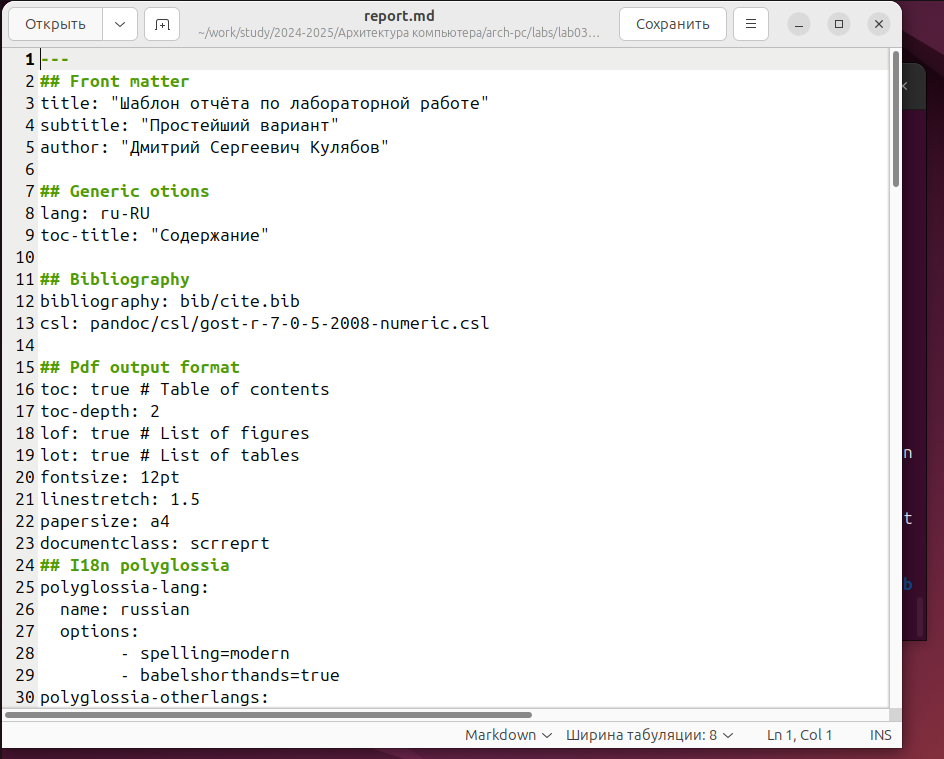 Открыть
report.md
~/work/study/2024-2025/Архитектура компьютера/arch-pc/labs/lab03...
Сохранить
1 ---
2 ## Front matter
3 title: "Шаблон отчёта по лабораторной работе"
4 subtitle: "Простейший вариант"
5 author: "Дмитрий Сергеевич Кулябов"
6
7 ## Generic otions
8 lang: ru-RU
9 toc-title: "Содержание"
10
11 ## Bibliography
12 bibliography: bib/cite.bib
13 csl: pandoc/csl/gost-r-7-0-5-2008-numeric.csl
14
15 ## Pdf output format
16 toc: true # Table of contents
17 toc-depth: 2
18 lof: true # List of figures
19 lot: true # List of tables
20 fontsize: 12pt
21 linestretch: 1.5
22 papersize: a4
23 documentclass: scrreprt
24 ## I18n polyglossia
25 polyglossia-lang:
26   name: russian
27   options:
28         - spelling=modern
29         - babelshorthands=true
30 polyglossia-otherlangs:
n
t
b
Markdown Ширина табуляции: 8 Ln 1, Col 1 INS